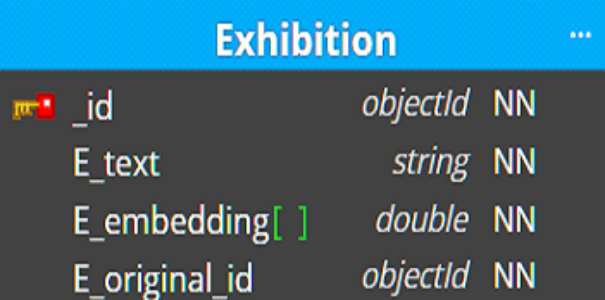 Exhibition ...
_id objectId NN
E_text string NN
E_embedding[ ] double NN
E_original_id objectId NN